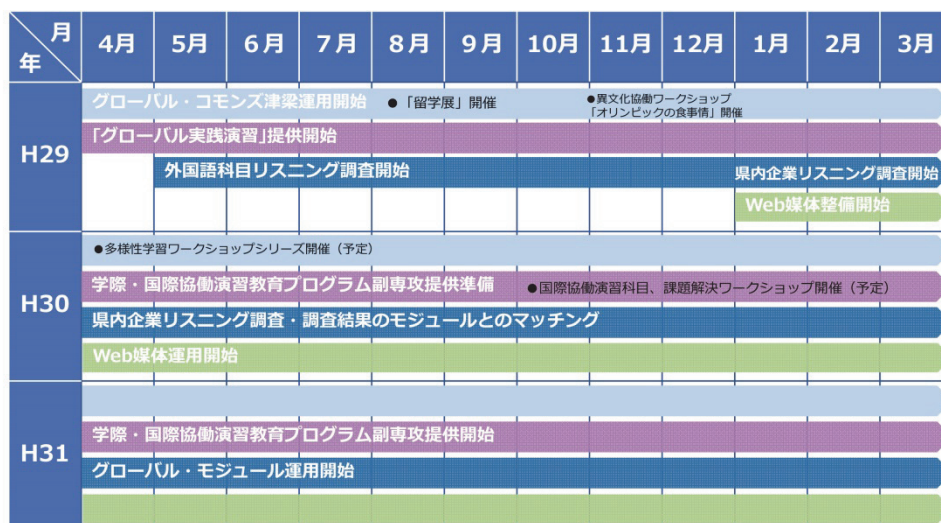 月
年
4月 5月 6月 7月 8月 9月 10月 11月 12月 1月 2月 3月
H29
グローバル・コモンズ津梁運用開始 ●「留学展」開催 ●異文化協働ワークショップ
「オリンピックの食事情」開催
「グローバル実践演習」提供開始
外国語科目リスニング調査開始 県内企業リスニング調査開始
Web媒体整備開始
H30
●多様性学習ワークショップシリーズ開催（予定）
学際・国際協働演習教育プログラム副専攻提供準備 ●国際協働演習科目、課題解決ワークショップ開催（予定）
県内企業リスニング調査・調査結果のモジュールとのマッチング
Web媒体運用開始
H31
学際・国際協働演習教育プログラム副専攻提供開始
グローバル・モジュール運用開始